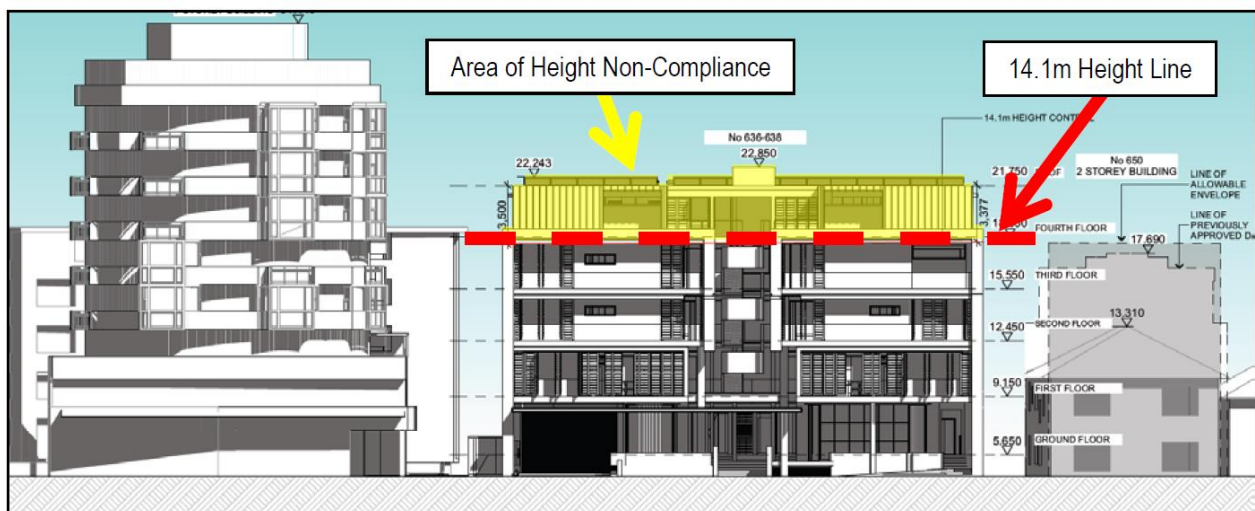 Area of Height Non-Compliance
14.1m Height Line
14.1m HEIGHT
No 636-638
22.850
22.243
21.750
No 650
2 STOREY BUILDING
LINE OF
ALLOWABLE
ENVELOPE
3,500
3,377
LINE OF
PREVIOUSLY
APPROVED
FOURTH FLOOR
17.690
15.550
THIRD FLOOR
13,310
SECOND FLOOR
12.450
9.150
FIRST FLOOR
5,650
GROUND FLOOR